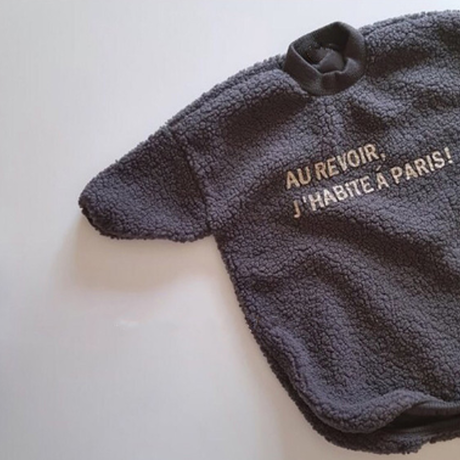 AU REVOIR,
J'HABITE À PARIS!